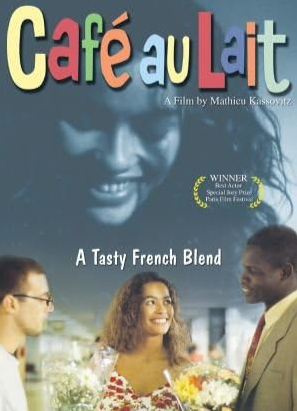 Café au Lait
A Film by Mathieu Kassovitz
WINNER
Best Actor
Special Jury Prize
Paris Film Festival
A Tasty French Blend